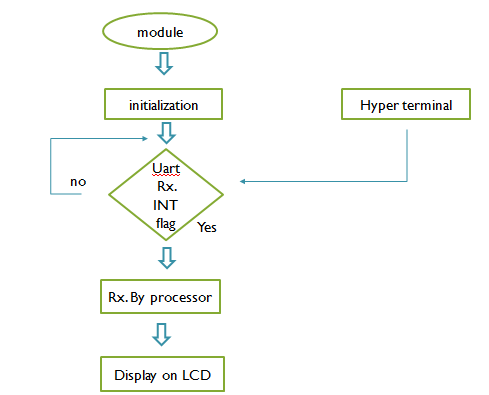 module
initialization
Hyper terminal
no
Uart
Rx.
INT
flag
Yes
Rx. By processor
Display on LCD